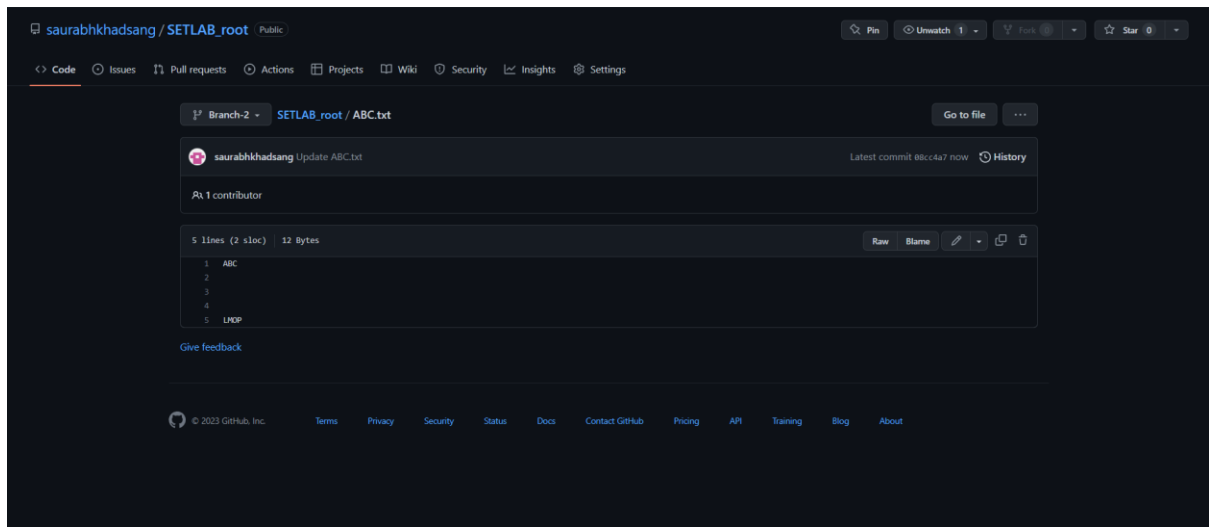 saurabhkhadsang / SETLAB_root Public Pin Unwatch 1 Fork 0 Star 0
<> Code Issues Pull requests Actions Projects Wiki Security Insights Settings
Branch-2 SETLAB_root / ABC.txt Go to file ...
saurabhkhadsang Update ABC.txt Latest commit 08cc4a7 now History
1 contributor
5 lines (2 sloc) 12 Bytes Raw Blame
1 ABC
2
3
4
5 LMOP
Give feedback
© 2023 GitHub, Inc. Terms Privacy Security Status Docs Contact GitHub Pricing API Training Blog About